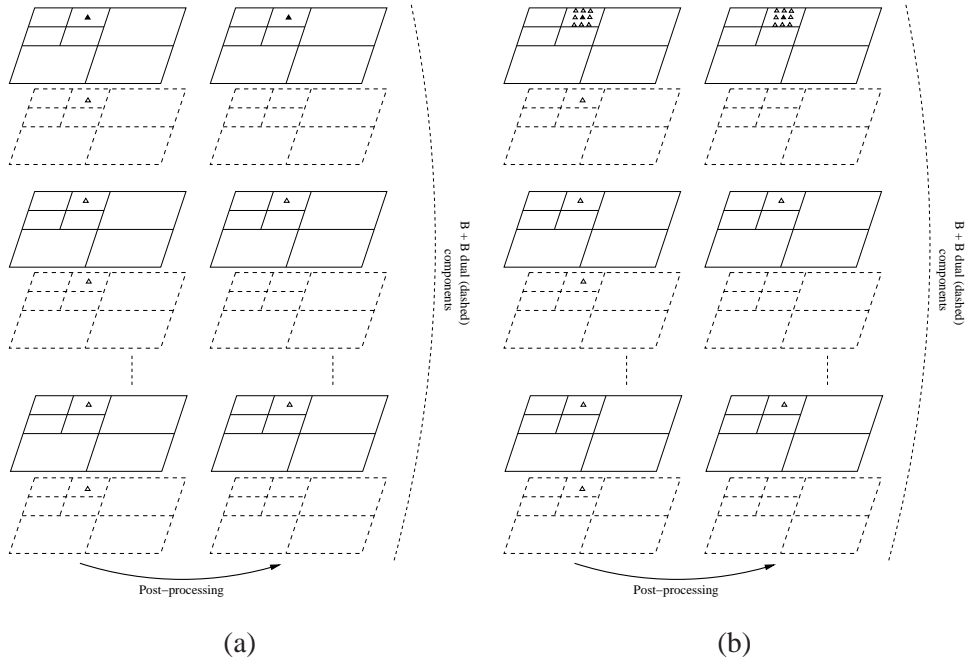 B + B dual (dashed)
components
B + B dual (dashed)
components
Post−processing
Post−processing
(a)
(b)